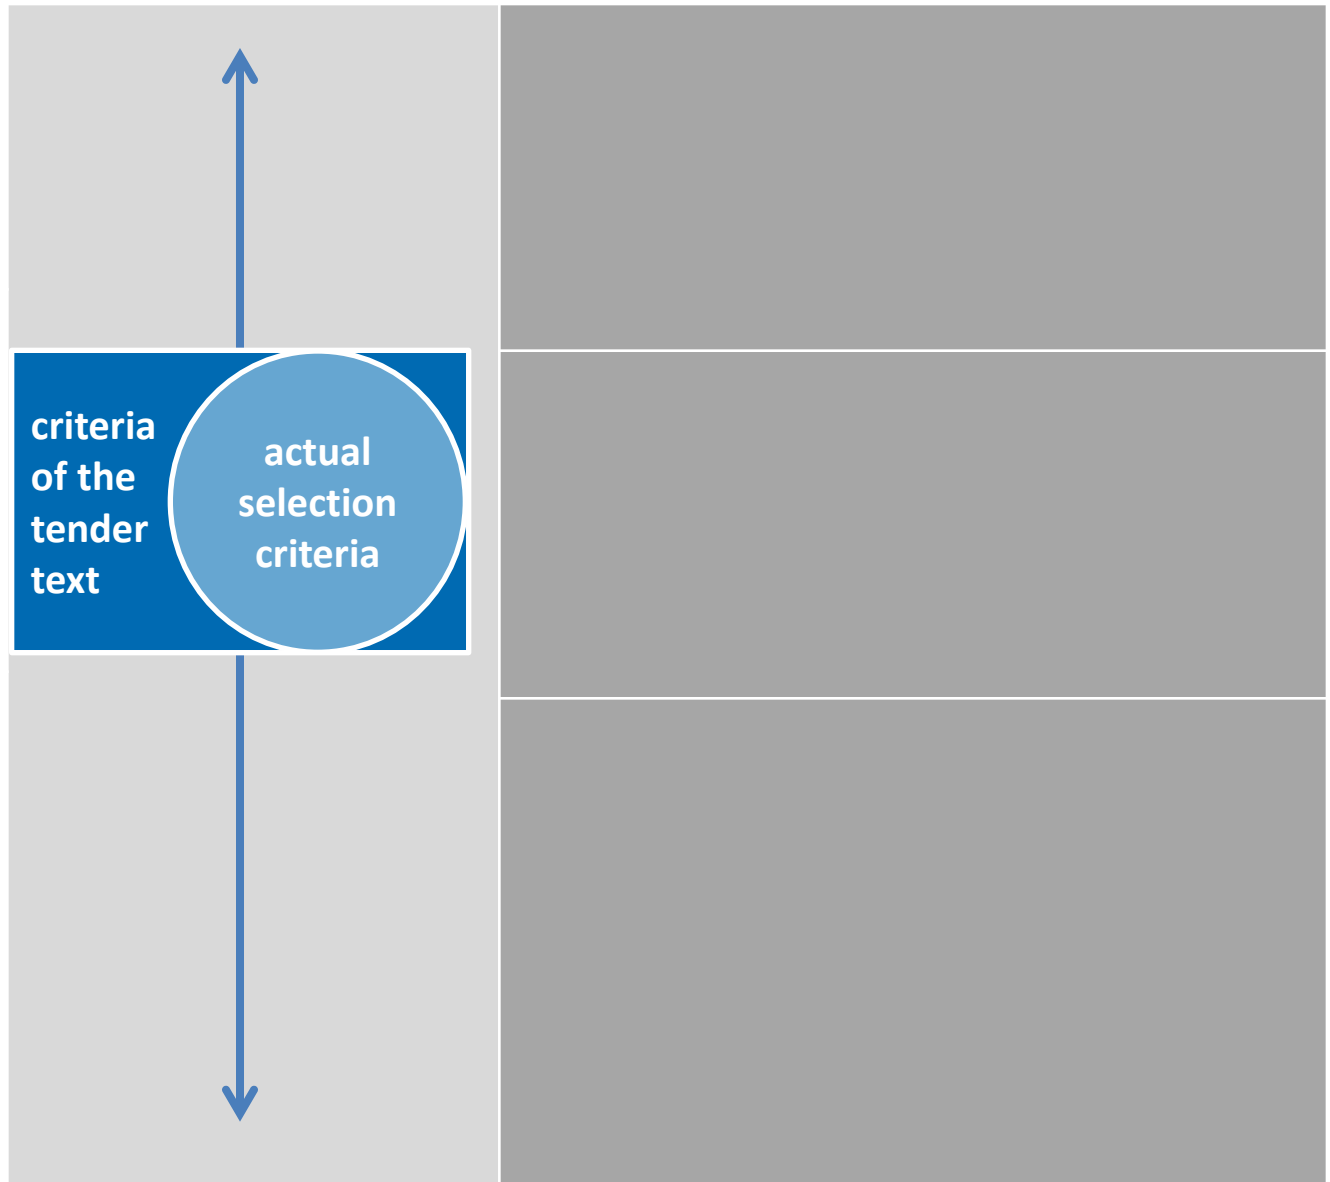 criteria
of the
tender
text
actual
selection
criteria